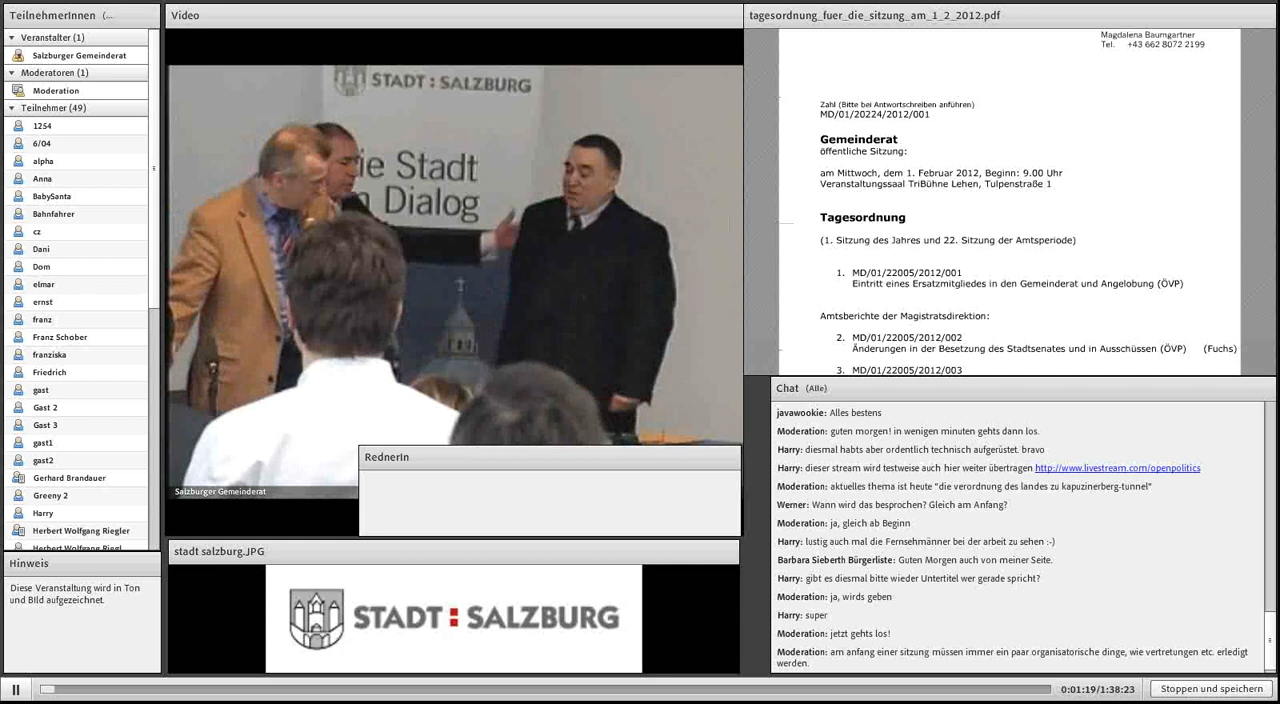 TeilnehmerInnen (...
Veranstalter (1)
Salzburger Gemeinderat
Moderatoren (1)
Moderation
Teilnehmer (49)
1254
6/04
alpha
Anna
BabySanta
Bahnfahrer
cz
Dani
Dom
elmar
ernst
franz
Franz Schober
franziska
Friedrich
gast
Gast 2
Gast 3
gast1
gast2
Gerhard Brandauer
Greeny 2
Harry
Herbert Wolfgang Riegler
Herbert Wolfgang Riegl
Hinweis
Diese Veranstaltung wird in Ton
und BIld aufgezeichnet.
Video
STADT:SALZBURG
ie Stadt
Dialog
Salzburger Gemeinderat
RednerIn
stadt salzburg.JPG
STADT:SALZBURG
tagesordnung_fuer_die_sitzung_am_1_2_2012.pdf
Magdalena Baumgartner
Tel. +43 662 8072 2199
Zahl (Bitte bei Antwortschreiben anführen)
MD/01/20224/2012/001
Gemeinderat
öffentliche Sitzung:
am Mittwoch, dem 1. Februar 2012, Beginn: 9.00 Uhr
Veranstaltungssaal TriBühne Lehen, Tulpenstraße 1
Tagesordnung
(1. Sitzung des Jahres und 22. Sitzung der Amtsperiode)
1. MD/01/22005/2012/001
Eintritt eines Ersatzmitgliedes in den Gemeinderat und Angelobung (ÖVP)
Amtsberichte der Magistratsdirektion:
2. MD/01/22005/2012/002
Änderungen in der Besetzung des Stadtsenates und in Ausschüssen (ÖVP) (Fuchs)
3. MD/01/22005/2012/003
Chat (Alle)
javawookie: Alles bestens
Moderation: guten morgen! in wenigen minuten gehts dann los.
Harry: diesmal habts aber ordentlich technisch aufgerüstet. bravo
Harry: dieser stream wird testweise auch hier weiter übertragen http://www.livestream.com/openpolitics
Moderation: aktuelles thema ist heute "die verordnung des landes zu kapuzinerberg-tunnel"
Werner: Wann wird das besprochen? Gleich am Anfang?
Moderation: ja, gleich ab Beginn
Harry: lustig auch mal die Fernsehmänner bei der arbeit zu sehen :-)
Barbara Sieberth Bürgerliste: Guten Morgen auch von meiner Seite.
Harry: gibt es diesmal bitte wieder Untertitel wer gerade spricht?
Moderation: ja, wirds geben
Harry: super
Moderation: jetzt gehts los!
Moderation: am anfang einer sitzung müssen immer ein paar organisatorische dinge, wie vertretungen etc. erledigt
werden.
0:01:19/1:38:23
Stoppen und speichern